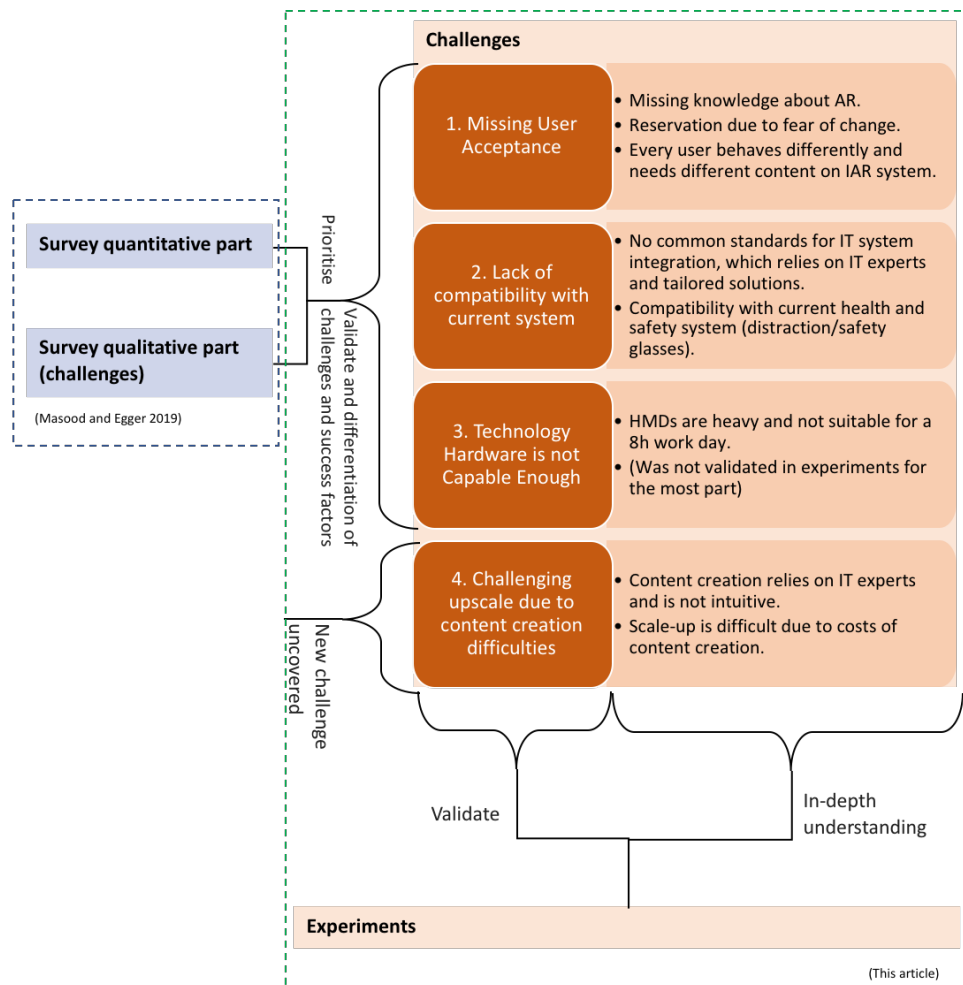 Challenges
1. Missing User
Acceptance
• Missing knowledge about AR.
• Reservation due to fear of change.
• Every user behaves differently and
needs different content on IAR system.
Survey quantitative part
Survey qualitative part
(challenges)
(Masood and Egger 2019)
Prioritise
Validate and differentiation of
challenges and success factors
2. Lack of
compatibility with
current system
• No common standards for IT system
integration, which relies on IT experts
and tailored solutions.
• Compatibility with current health and
safety system (distraction/safety
glasses).
3. Technology
Hardware is not
Capable Enough
• HMDs are heavy and not suitable for a
8h work day.
• (Was not validated in experiments for
the most part)
New challenge
uncovered
4. Challenging
upscale due to
content creation
difficulties
• Content creation relies on IT experts
and is not intuitive.
• Scale-up is difficult due to costs of
content creation.
Validate
In-depth
understanding
Experiments
(This article)